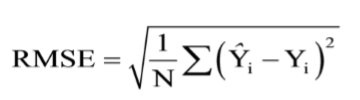 RMSE = √(1/N ∑(Ŷᵢ − Yᵢ)²)